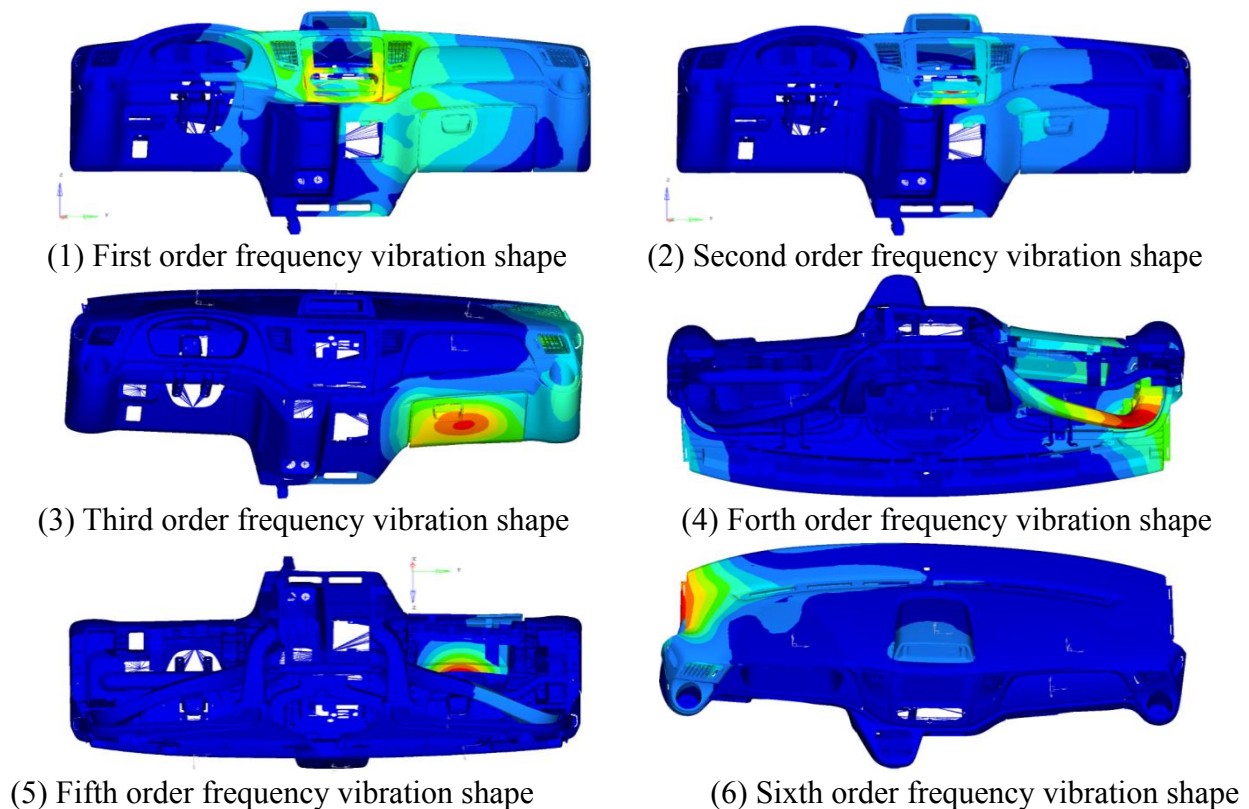 (1) First order frequency vibration shape
(2) Second order frequency vibration shape
(3) Third order frequency vibration shape
(4) Forth order frequency vibration shape
(5) Fifth order frequency vibration shape
(6) Sixth order frequency vibration shape